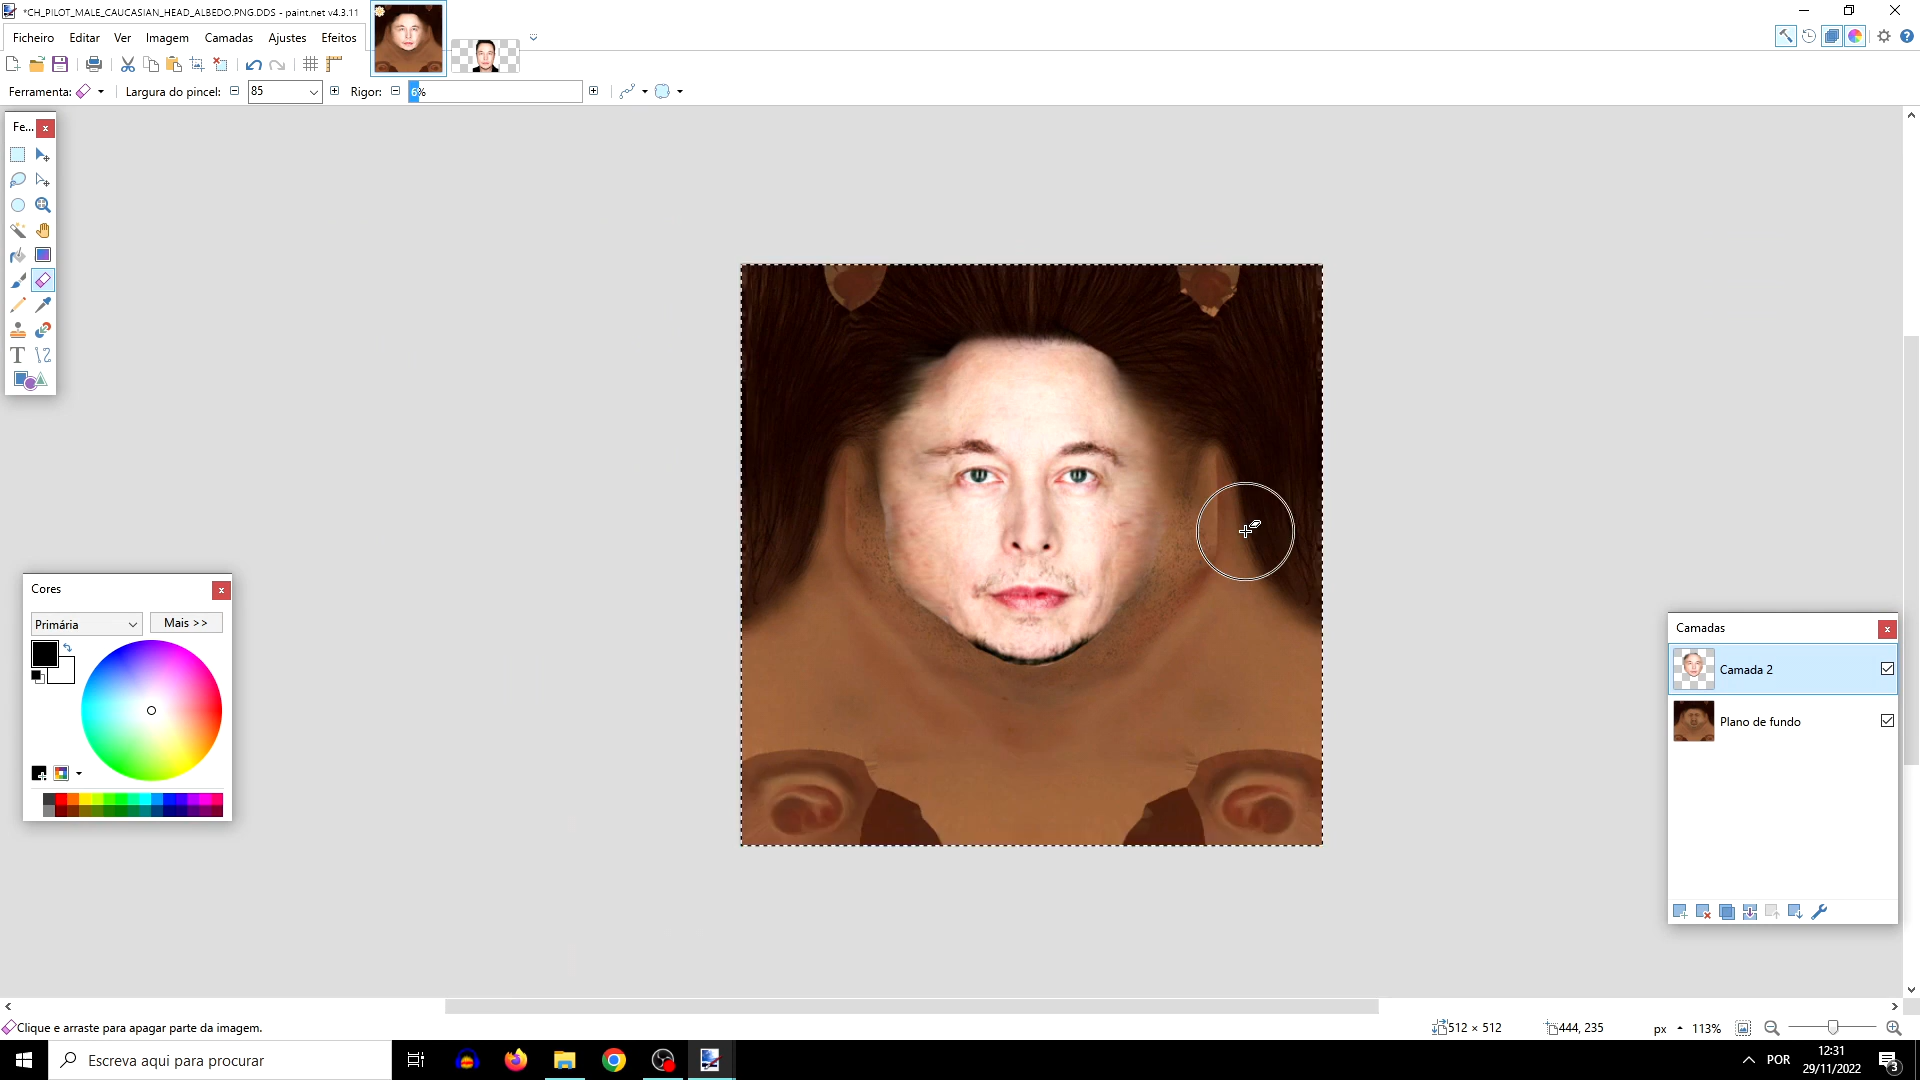 *CH_PILOT_MALE_CAUCASIAN_HEAD_ALBEDO.PNG.DDS - paint.net v4.3.11
Ficheiro Editar Ver Imagem Camadas Ajustes Efeitos
Ferramenta: Largura do pincel: 85 Rigor: 6%
Fe...
T
Cores
Primária Mais >>
Camadas
Camada 2
Plano de fundo
Clique e arraste para apagar parte da imagem. 512 × 512 444, 235 px 113%
Escreva aqui para procurar POR 12:31
29/11/2022 3